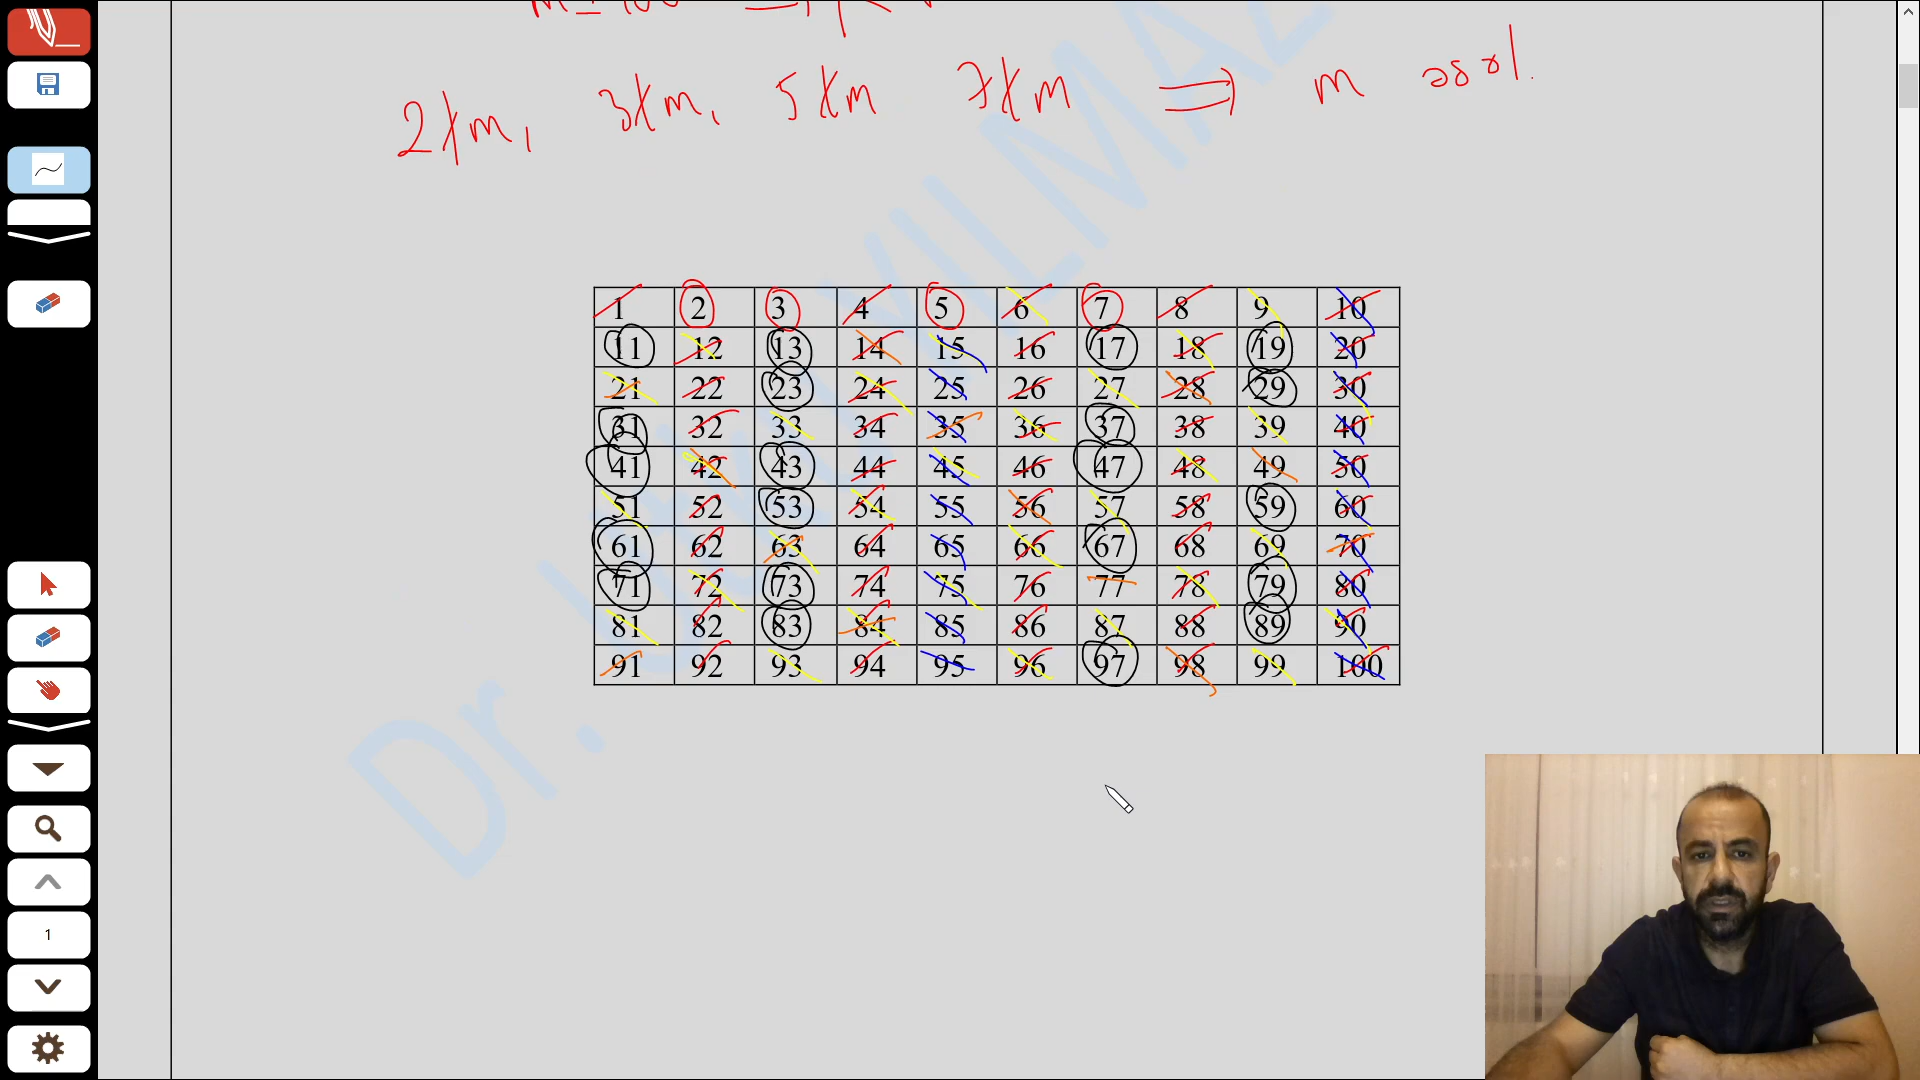 2∤m, 3∤m, 5∤m 7∤m ⟹ m asal.
1 2 3 4 5 6 7 8 9 10
11 12 13 14 15 16 17 18 19 20
21 22 23 24 25 26 27 28 29 30
31 32 33 34 35 36 37 38 39 40
41 42 43 44 45 46 47 48 49 50
51 52 53 54 55 56 57 58 59 60
61 62 63 64 65 66 67 68 69 70
71 72 73 74 75 76 77 78 79 80
81 82 83 84 85 86 87 88 89 90
91 92 93 94 95 96 97 98 99 100
1